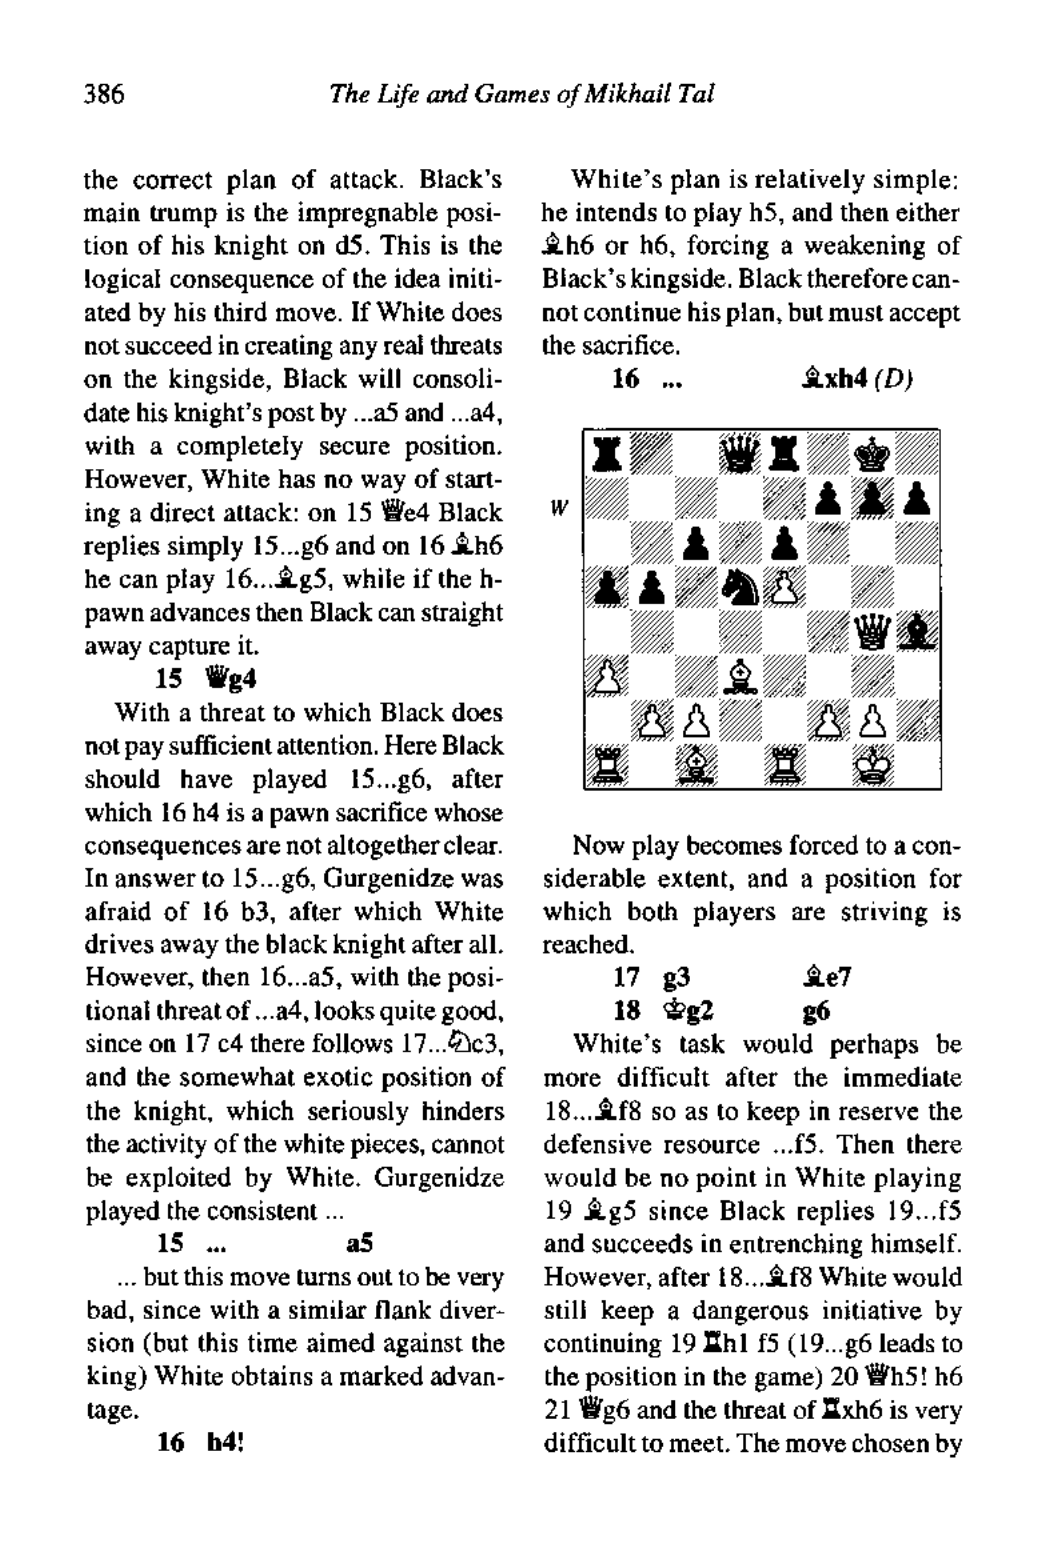 386
The Life and Games of Mikhail Tal
the correct plan of attack. Black's
main trump is the impregnable posi-
tion of his knight on d5. This is the
logical consequence of the idea initi-
ated by his third move. If White does
not succeed in creating any real threats
on the kingside, Black will consoli-
date his knight's post by ...a5 and ...a4,
with a completely secure position.
However, White has no way of start-
ing a direct attack: on 15 ♕e4 Black
replies simply 15...g6 and on 16 ♗h6
he can play 16...♗g5, while if the h-
pawn advances then Black can straight
away capture it.
15 ♕g4
With a threat to which Black does
not pay sufficient attention. Here Black
should have played 15...g6, after
which 16 h4 is a pawn sacrifice whose
consequences are not altogether clear.
In answer to 15...g6, Gurgenidze was
afraid of 16 b3, after which White
drives away the black knight after all.
However, then 16...a5, with the posi-
tional threat of ...a4, looks quite good,
since on 17 c4 there follows 17...♘c3,
and the somewhat exotic position of
the knight, which seriously hinders
the activity of the white pieces, cannot
be exploited by White. Gurgenidze
played the consistent ...
15 ... a5
... but this move turns out to be very
bad, since with a similar flank diver-
sion (but this time aimed against the
king) White obtains a marked advan-
tage.
16 h4!
White's plan is relatively simple:
he intends to play h5, and then either
♗h6 or h6, forcing a weakening of
Black's kingside. Black therefore can-
not continue his plan, but must accept
the sacrifice.
16 ... ♗xh4 (D)
W
Now play becomes forced to a con-
siderable extent, and a position for
which both players are striving is
reached.
17 g3 ♗e7
18 ♔g2 g6
White's task would perhaps be
more difficult after the immediate
18...♗f8 so as to keep in reserve the
defensive resource ...f5. Then there
would be no point in White playing
19 ♗g5 since Black replies 19...f5
and succeeds in entrenching himself.
However, after 18...♗f8 White would
still keep a dangerous initiative by
continuing 19 ♖h1 f5 (19...g6 leads to
the position in the game) 20 ♕h5! h6
21 ♕g6 and the threat of ♖xh6 is very
difficult to meet. The move chosen by